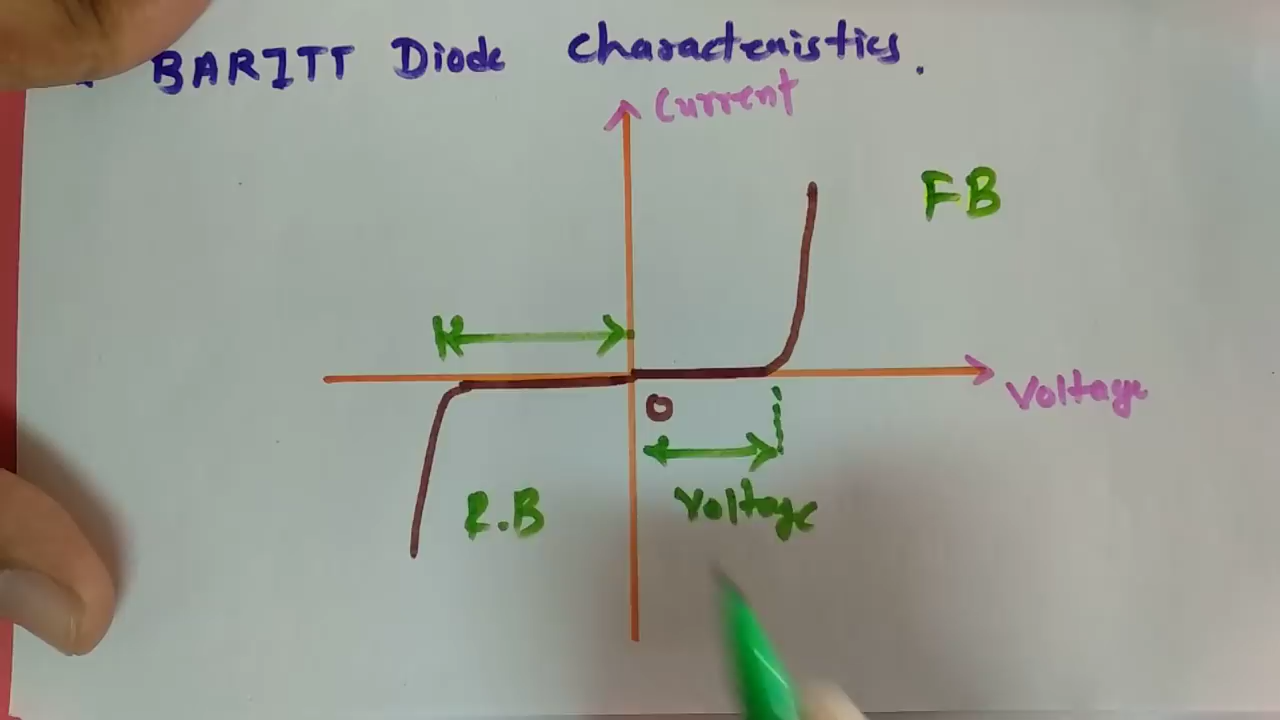 BARITT Diode Characteristics.
Current
FB
Voltage
0
R.B
Voltage